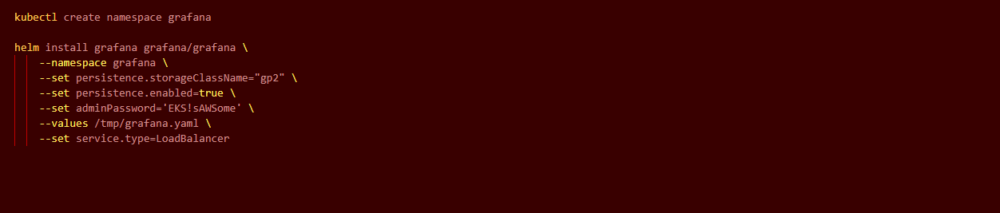 kubectl create namespace grafana
helm install grafana grafana/grafana \
--namespace grafana \
--set persistence.storageClassName="gp2" \
--set persistence.enabled=true \
--set adminPassword='EKS!sAWSome' \
--values /tmp/grafana.yaml \
--set service.type=LoadBalancer